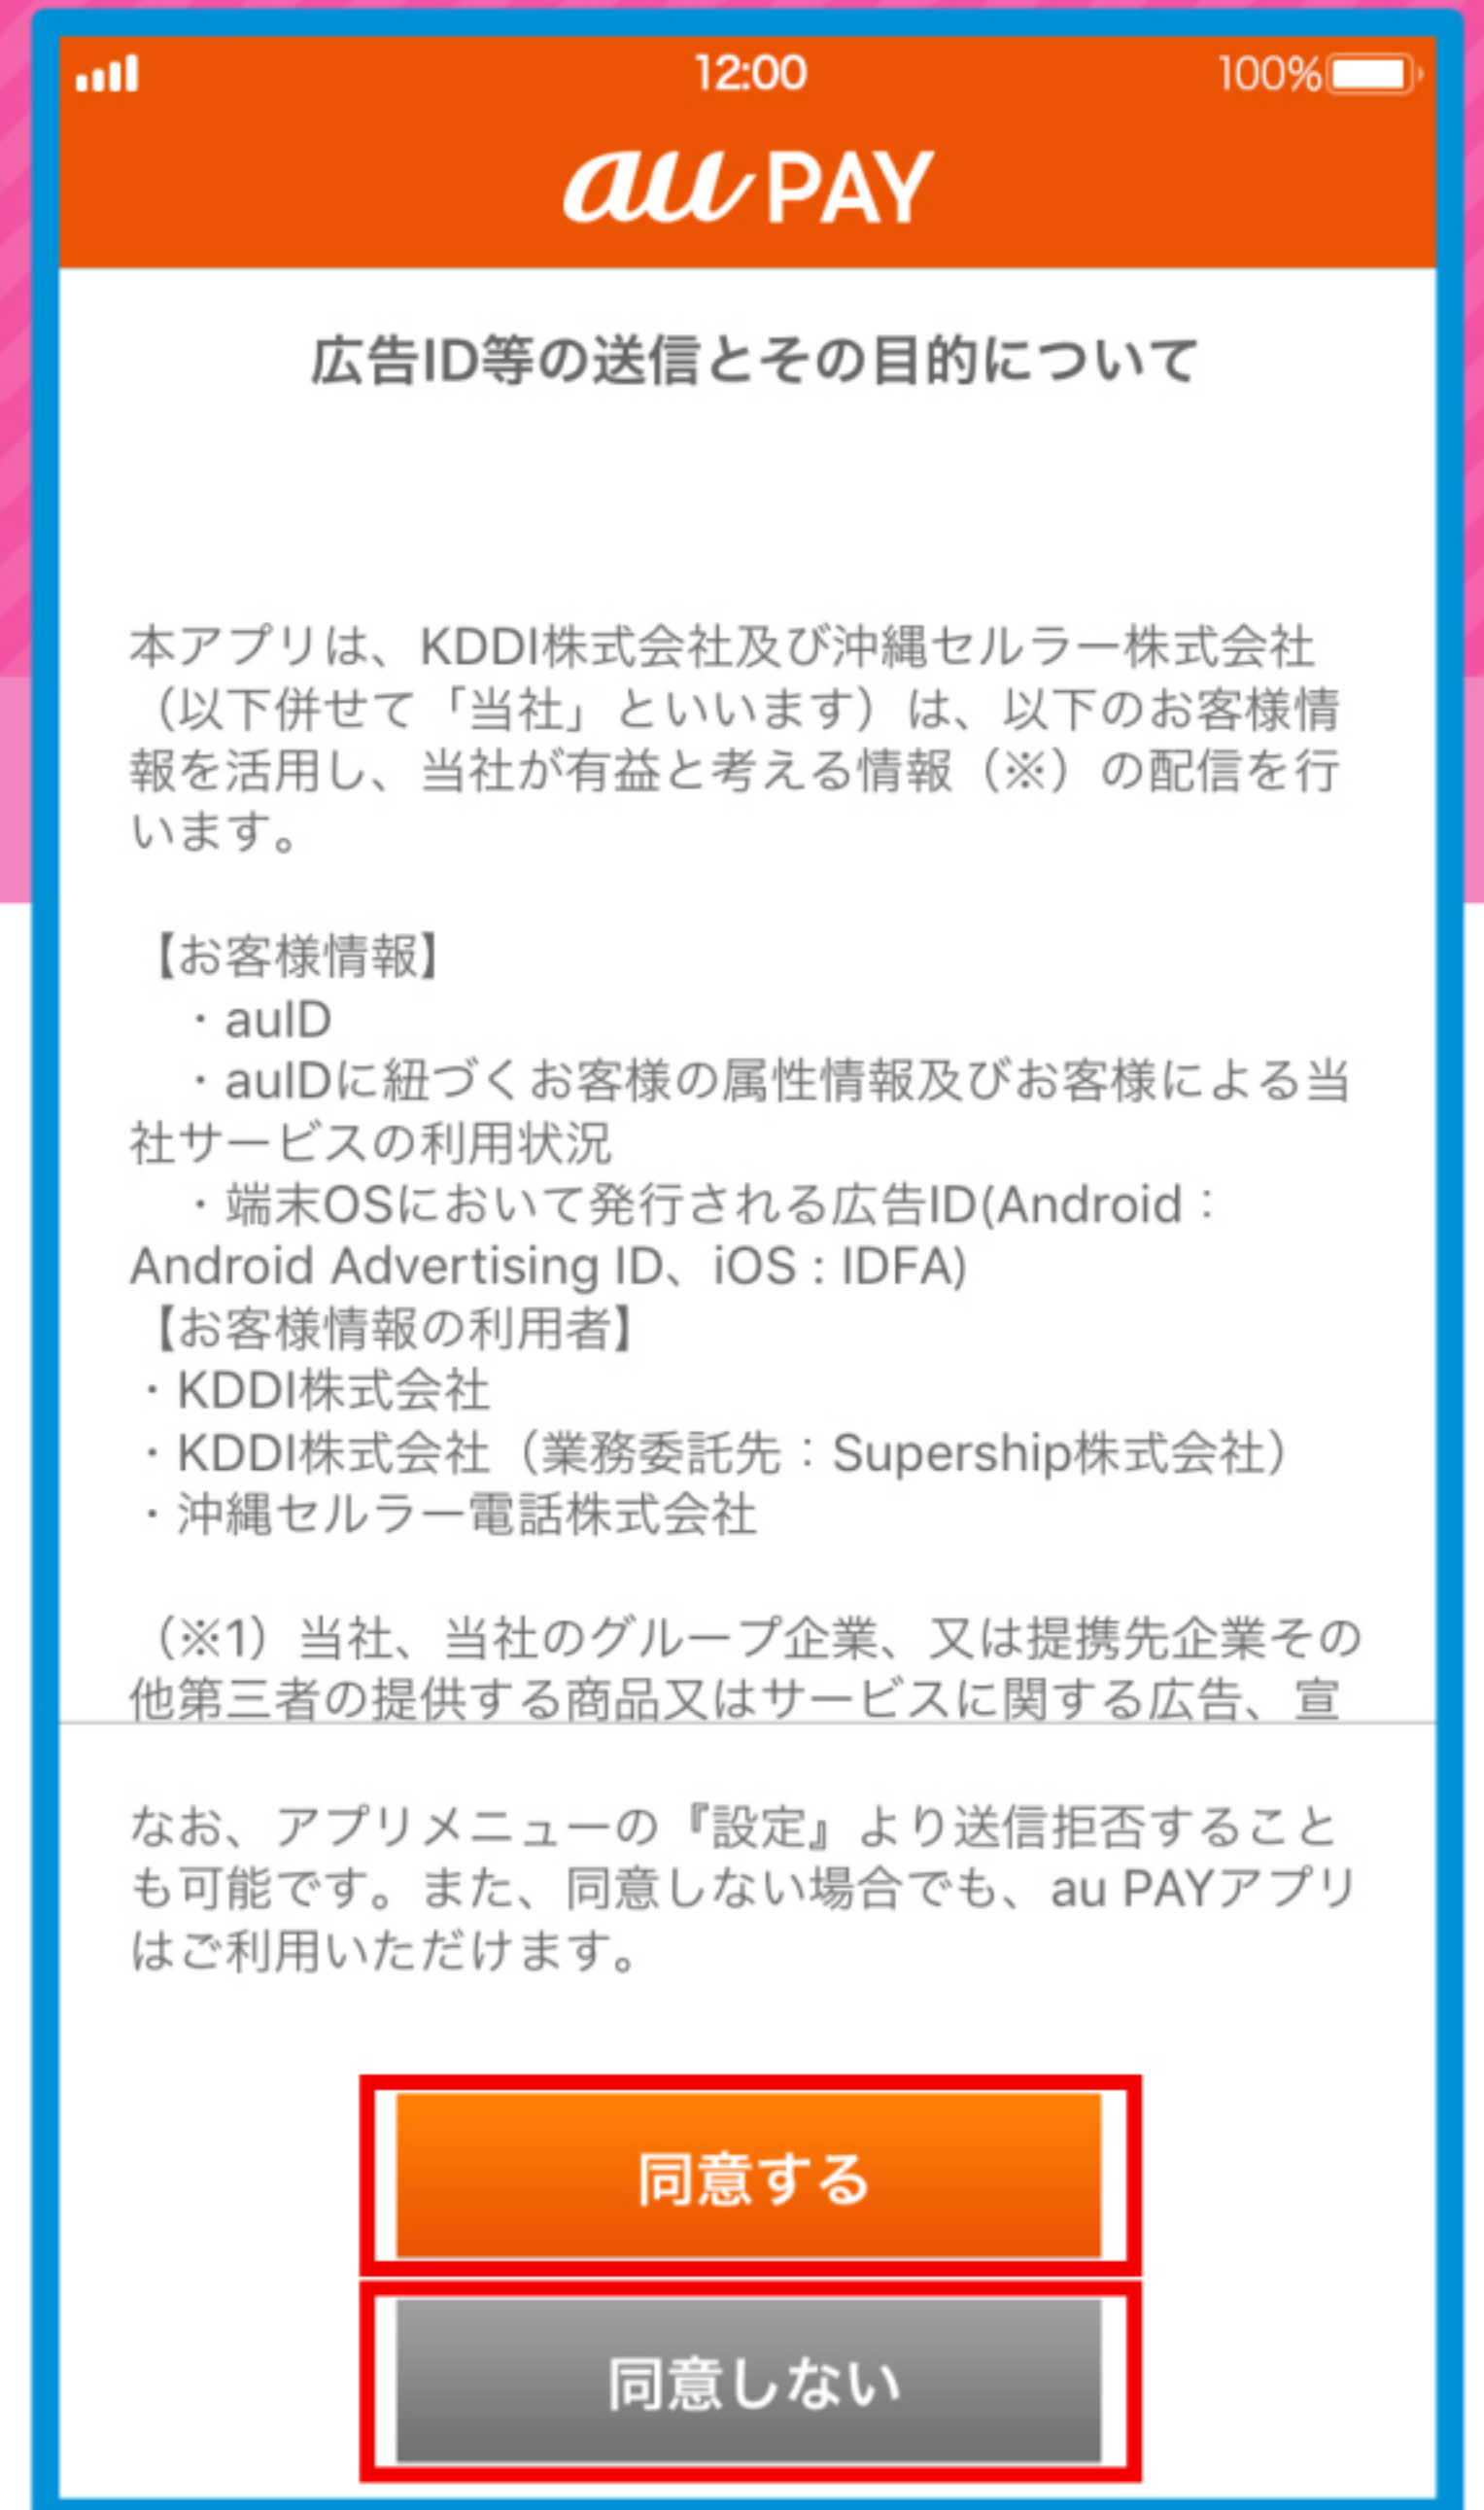 12:00
100%
au PAY
広告ID等の送信とその目的について
本アプリは、KDDI株式会社及び沖縄セルラー株式会社
（以下併せて「当社」といいます）は、以下のお客様情
報を活用し、当社が有益と考える情報（※）の配信を行
います。
【お客様情報】
・auID
・auIDに紐づくお客様の属性情報及びお客様による当
社サービスの利用状況
・端末OSにおいて発行される広告ID(Android：
Android Advertising ID、iOS : IDFA)
【お客様情報の利用者】
・KDDI株式会社
・KDDI株式会社（業務委託先：Supership株式会社）
・沖縄セルラー電話株式会社
（※1）当社、当社のグループ企業、又は提携先企業その
他第三者の提供する商品又はサービスに関する広告、宣
なお、アプリメニューの『設定』より送信拒否すること
も可能です。また、同意しない場合でも、au PAYアプリ
はご利用いただけます。
同意する
同意しない